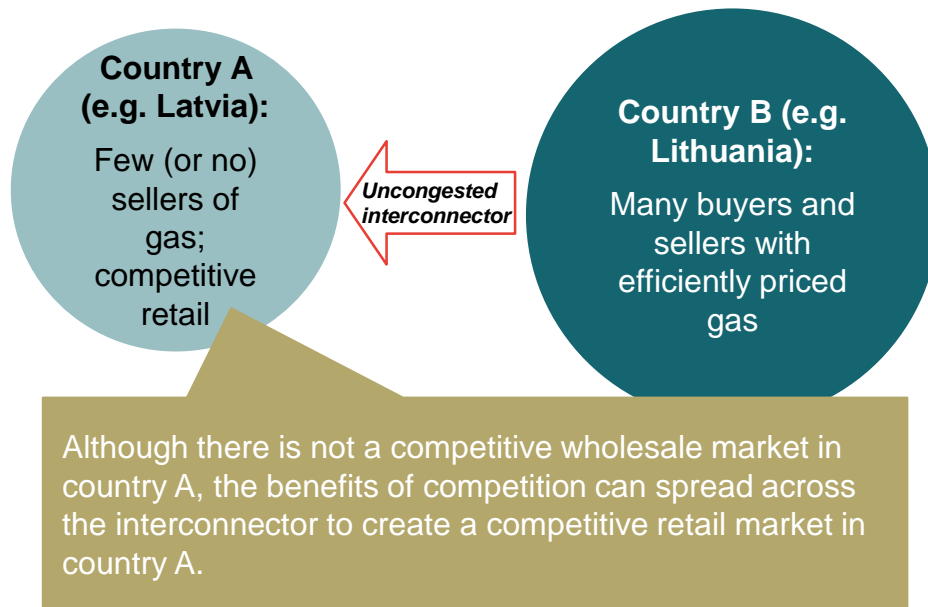 Country A
(e.g. Latvia):
Few (or no)
sellers of
gas;
competitive
retail
Uncongested
interconnector
Country B (e.g.
Lithuania):
Many buyers and
sellers with
efficiently priced
gas
Although there is not a competitive wholesale market in
country A, the benefits of competition can spread across
the interconnector to create a competitive retail market in
country A.